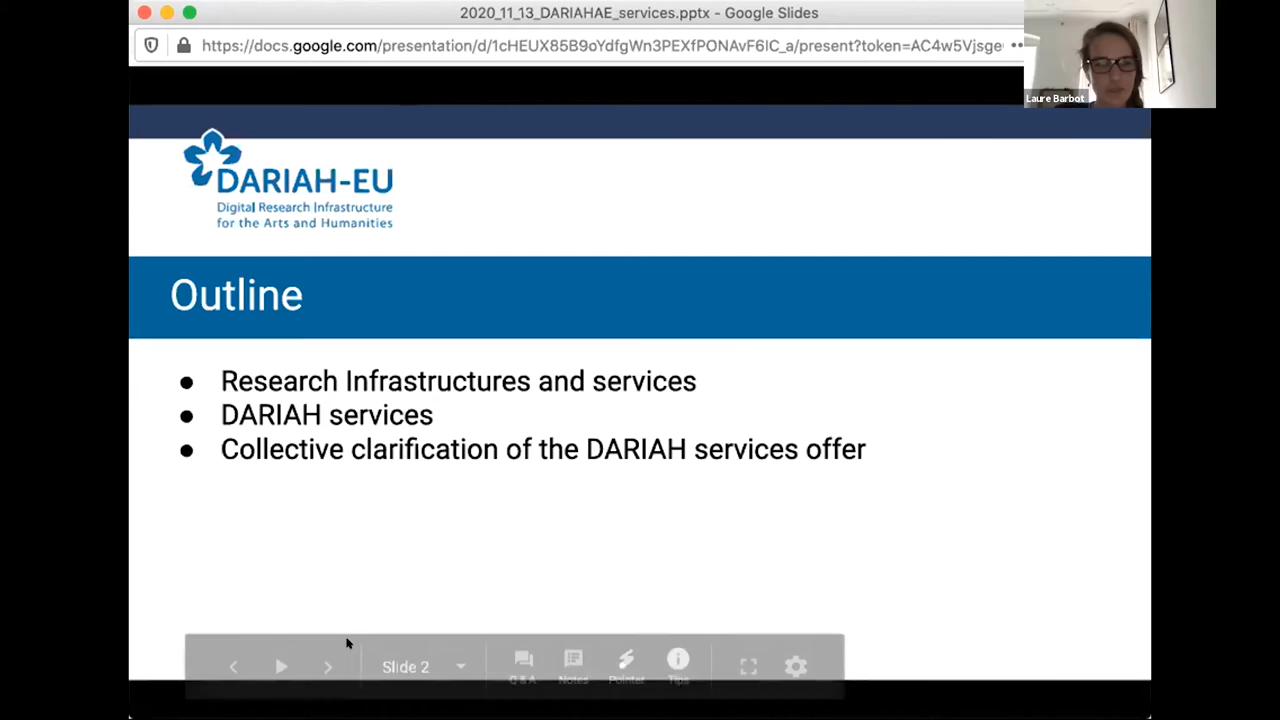 2020_11_13_DARIAHAE_services.pptx - Google Slides
https://docs.google.com/presentation/d/1cHEUX85B9oYdfgWn3PEXfPONAvF6IC_a/present?token=AC4w5Vjsge
Laure Barbot
DARIAH-EU
Digital Research Infrastructure
for the Arts and Humanities
Outline
● Research Infrastructures and services
● DARIAH services
● Collective clarification of the DARIAH services offer
Slide 2
Q & A Notes Pointer Tips